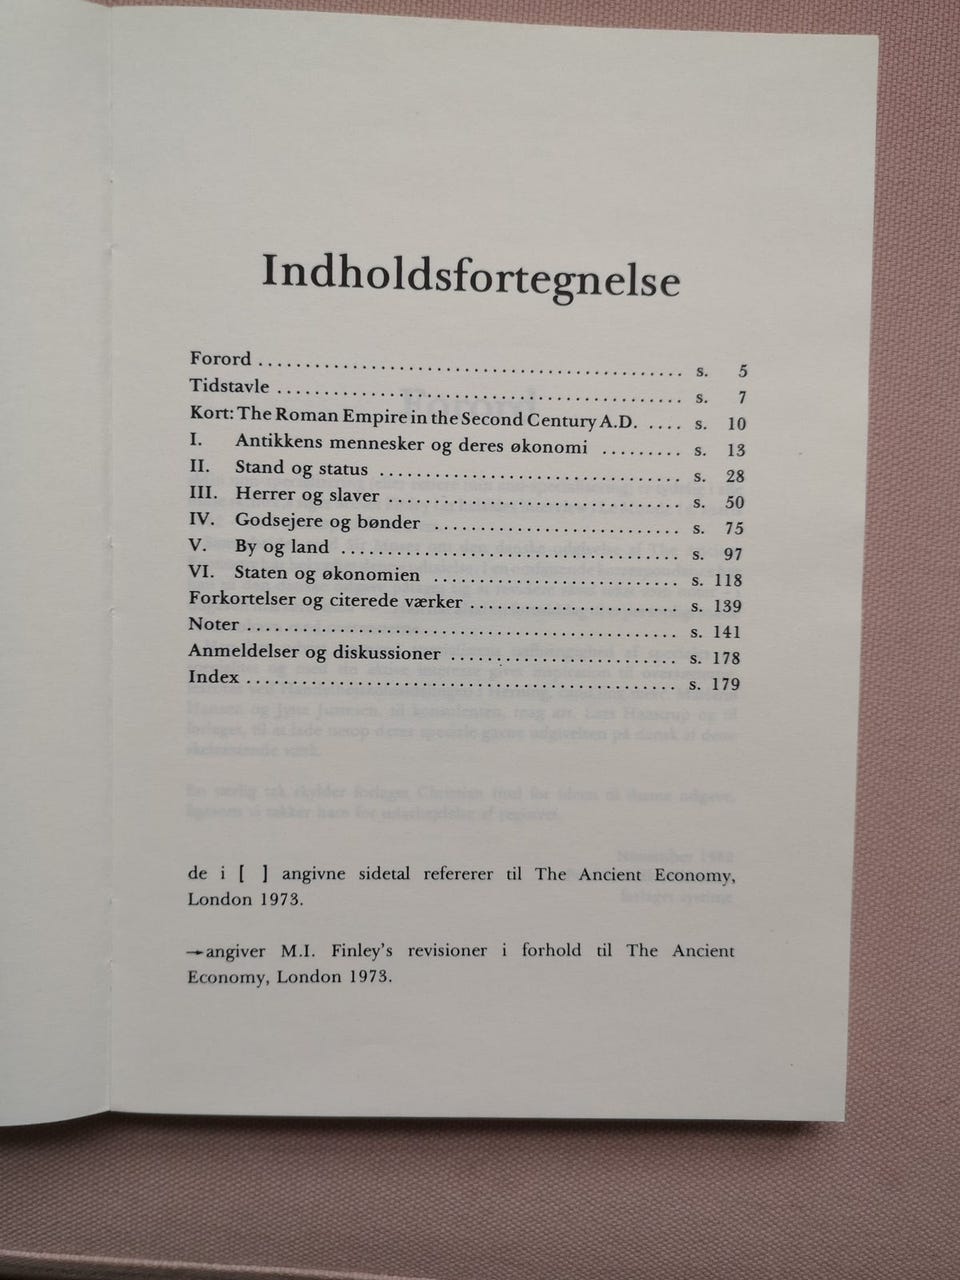 Indholdsfortegnelse
Forord ............................................. s. 5
Tidstavle ........................................... s. 7
Kort: The Roman Empire in the Second Century A.D. .... s. 10
I. Antikkens mennesker og deres økonomi ......... s. 13
II. Stand og status ................................. s. 28
III. Herrer og slaver ................................ s. 50
IV. Godsejere og bønder ........................... s. 75
V. By og land ..................................... s. 97
VI. Staten og økonomien .......................... s. 118
Forkortelser og citerede værker ...................... s. 139
Noter .............................................. s. 141
Anmeldelser og diskussioner ......................... s. 178
Index .............................................. s. 179
de i [ ] angivne sidetal refererer til The Ancient Economy,
London 1973.
→angiver M.I. Finley's revisioner i forhold til The Ancient
Economy, London 1973.